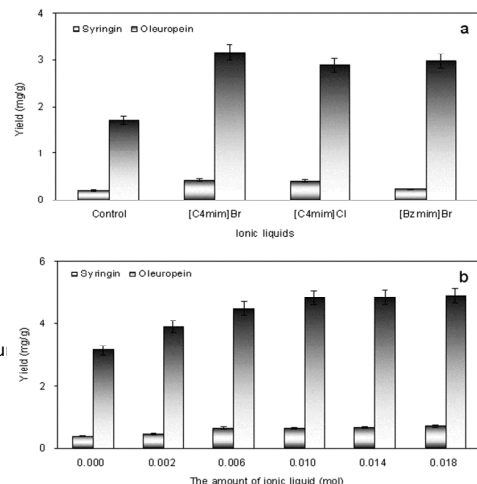 a
Syringin Oleuropein
4
3
2
1
0
Yield (mg/g)
Control [C4mim]Br [C4mim]Cl [Bzmim]Br
Ionic liquids
b
Syringin Oleuropein
6
4
2
0
Yield (mg/g)
0.000 0.002 0.006 0.010 0.014 0.018
The amount of ionic liquid (mol)